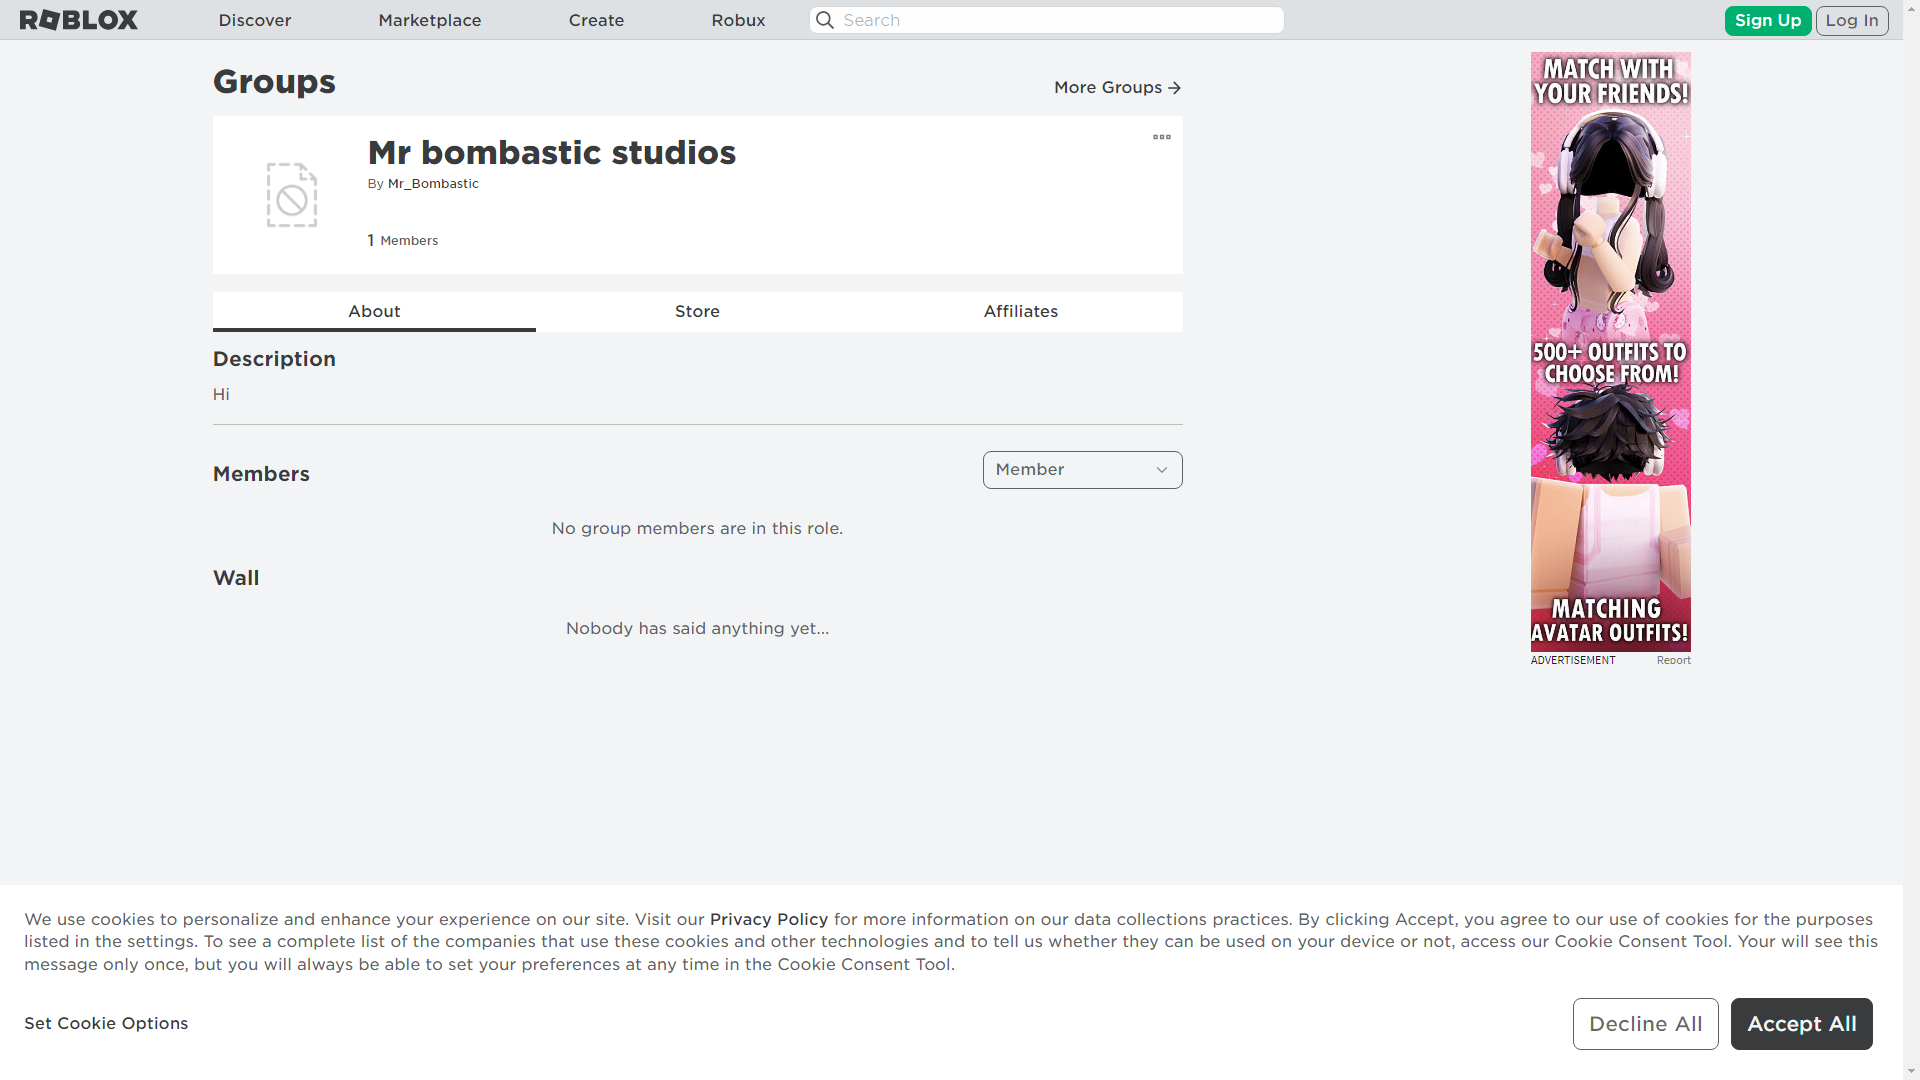 ROBLOX
Discover
Marketplace
Create
Robux
Search
Sign Up
Log In
Groups
More Groups
Mr bombastic studios
By Mr_Bombastic
1 Members
About
Store
Affiliates
Description
Hi
Members
Member
No group members are in this role.
Wall
Nobody has said anything yet...
MATCH WITH
YOUR FRIENDS!
500+ OUTFITS TO
CHOOSE FROM!
MATCHING
AVATAR OUTFITS!
ADVERTISEMENT
Report
We use cookies to personalize and enhance your experience on our site. Visit our Privacy Policy for more information on our data collections practices. By clicking Accept, you agree to our use of cookies for the purposes
listed in the settings. To see a complete list of the companies that use these cookies and other technologies and to tell us whether they can be used on your device or not, access our Cookie Consent Tool. Your will see this
message only once, but you will always be able to set your preferences at any time in the Cookie Consent Tool.
Set Cookie Options
Decline All
Accept All